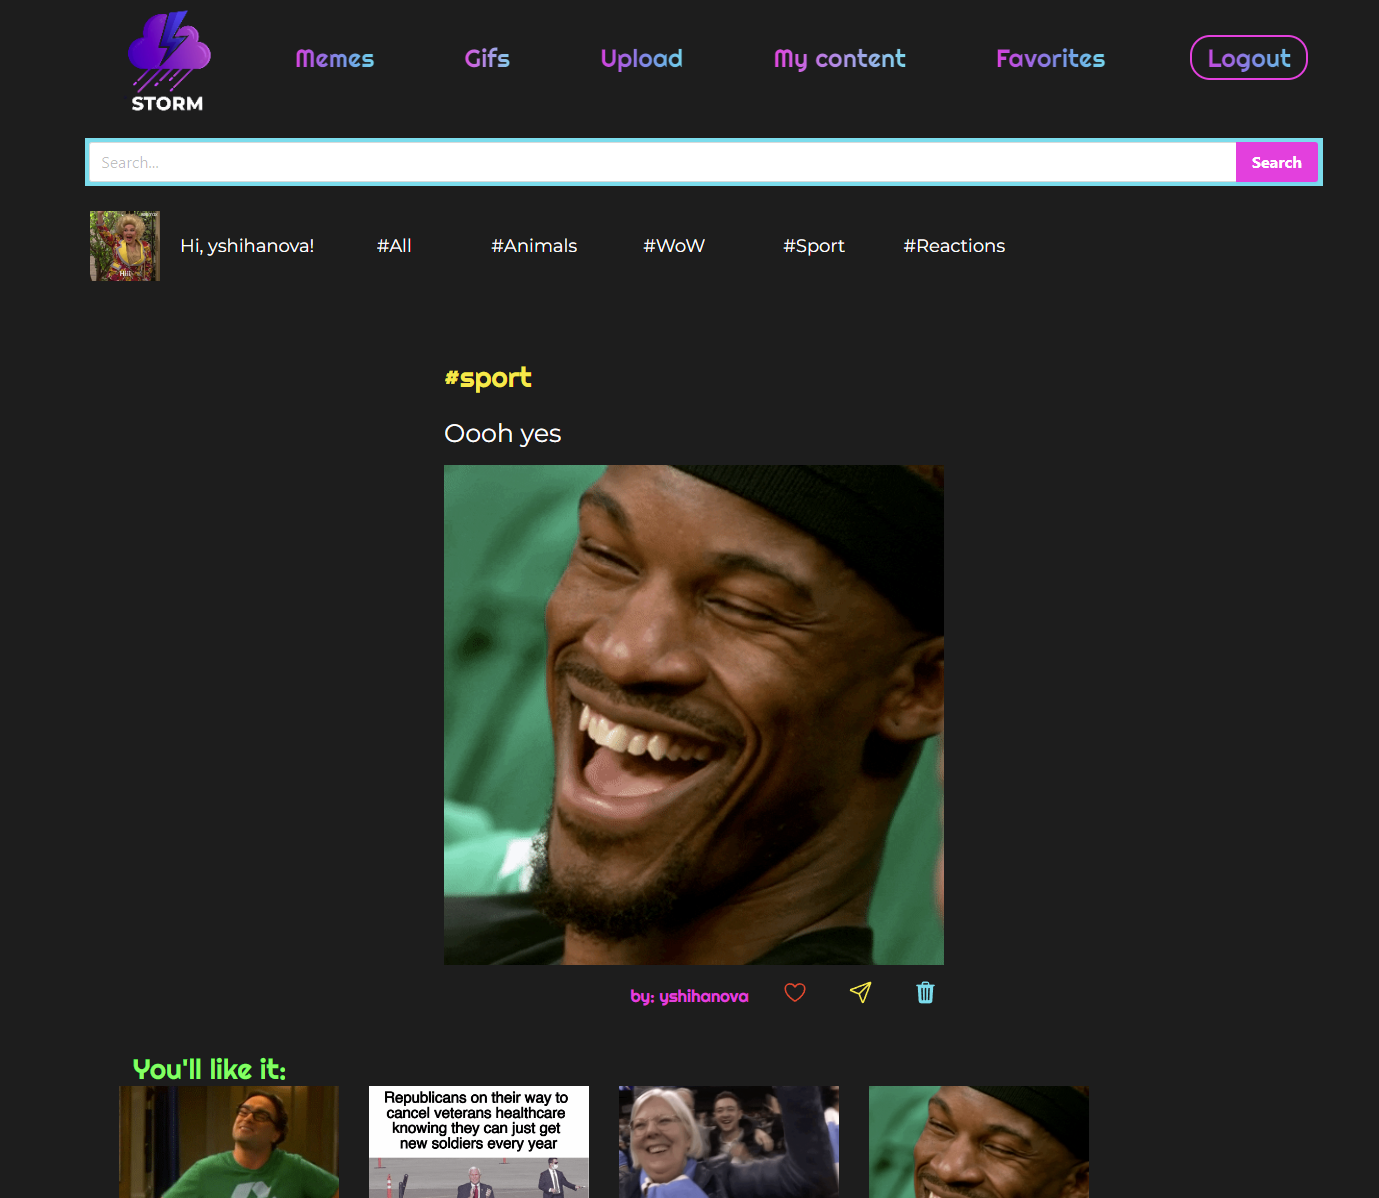 STORM
Memes
Gifs
Upload
My content
Favorites
Logout
Search...
Search
Hi, yshihanova!
#All
#Animals
#WoW
#Sport
#Reactions
#sport
Oooh yes
by: yshihanova
You'll like it:
Republicans on their way to
cancel veterans healthcare
knowing they can just get
new soldiers every year